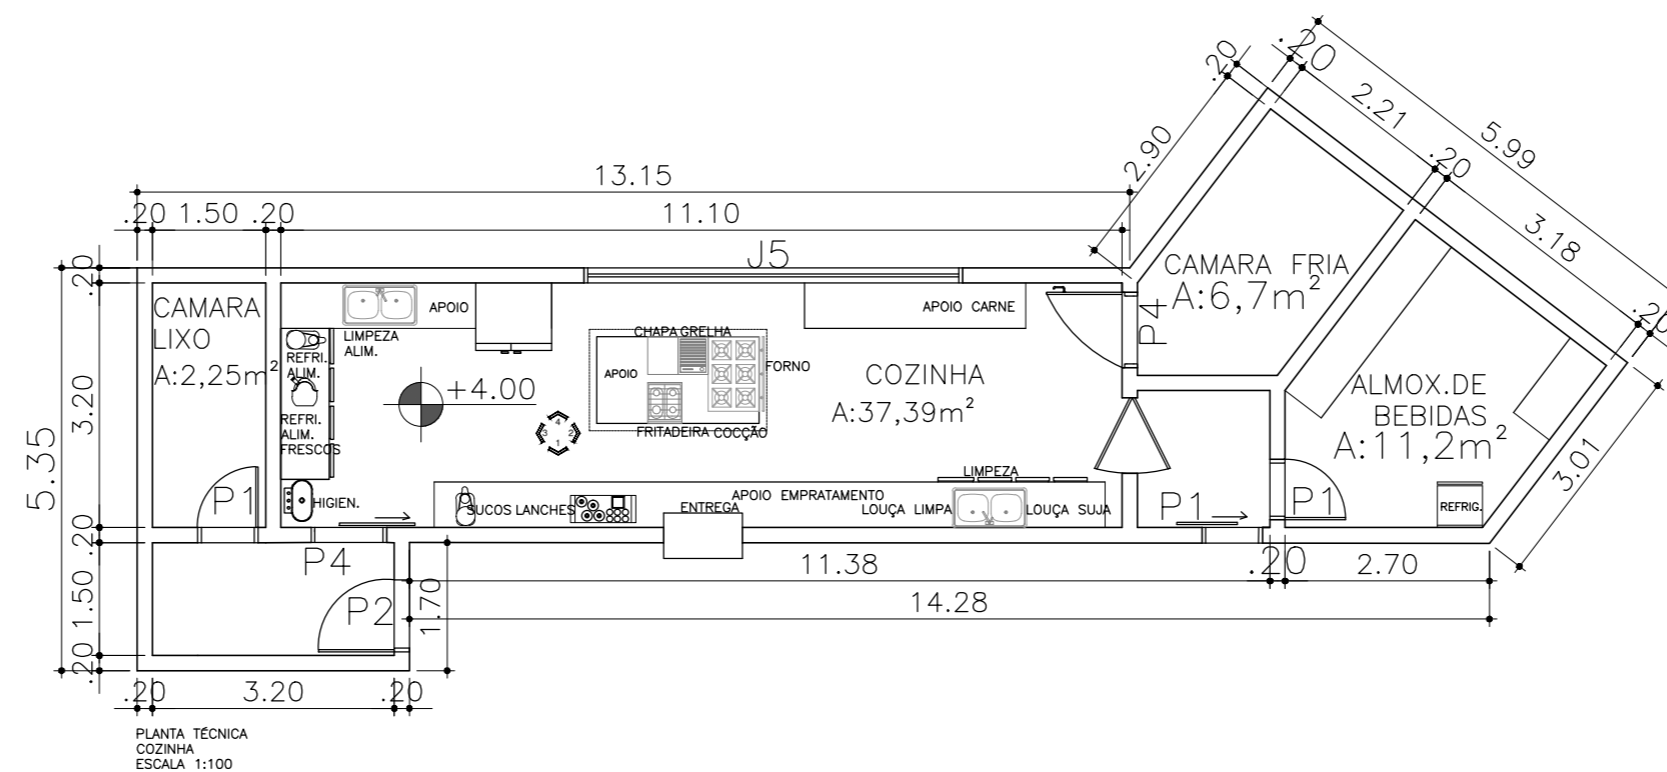 .20
.20
2.21
5.99
2.90
.20
3.18
13.15
.20 1.50 .20
11.10
.20
J5
CAMARA FRIA
A:6,7m²
P4
.20
CAMARA
LIXO
A:2,25m²
LIMPEZA
ALIM.
APOIO
REFRI.
ALIM.
REFRI.
ALIM.
FRESCOS
HIGIEN.
+4.00
4
3 2
1
CHAPA GRELHA
APOIO
FORNO
FRITADEIRA COCÇÃO
APOIO CARNE
COZINHA
A:37,39m²
ALMOX.DE
BEBIDAS
A:11,2m²
3.01
3.20
5.35
P1
SUCOS LANCHES
APOIO EMPRATAMENTO
ENTREGA
LIMPEZA
LOUÇA LIMPA
LOUÇA SUJA
P1
P1
REFRIG.
.20
P4
1.50
P2
1.70
11.38
.20
2.70
14.28
.20
.20 3.20 .20
PLANTA TÉCNICA
COZINHA
ESCALA 1:100